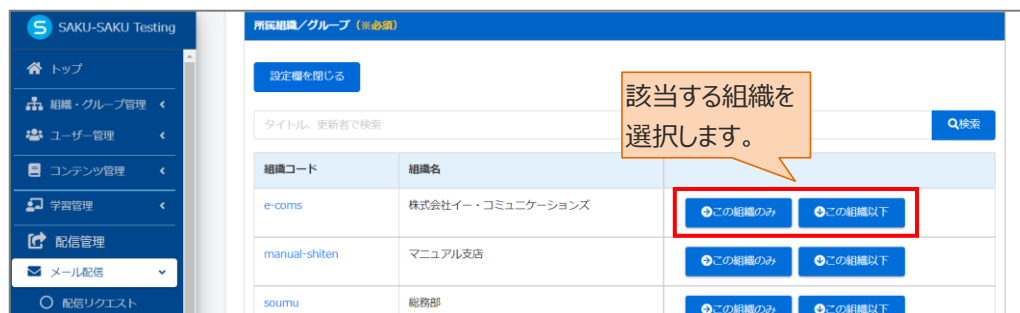 SAKU-SAKU Testing
トップ
組織・グループ管理
ユーザー管理
コンテンツ管理
学習管理
配信管理
メール配信
配信リクエスト
所属組織／グループ（※必須）
設定欄を閉じる
該当する組織を
選択します。
タイトル、更新者で検索
検索
組織コード 組織名
e-coms 株式会社イー・コミュニケーションズ この組織のみ この組織以下
manual-shiten マニュアル支店 この組織のみ この組織以下
soumu 総務部 この組織のみ この組織以下